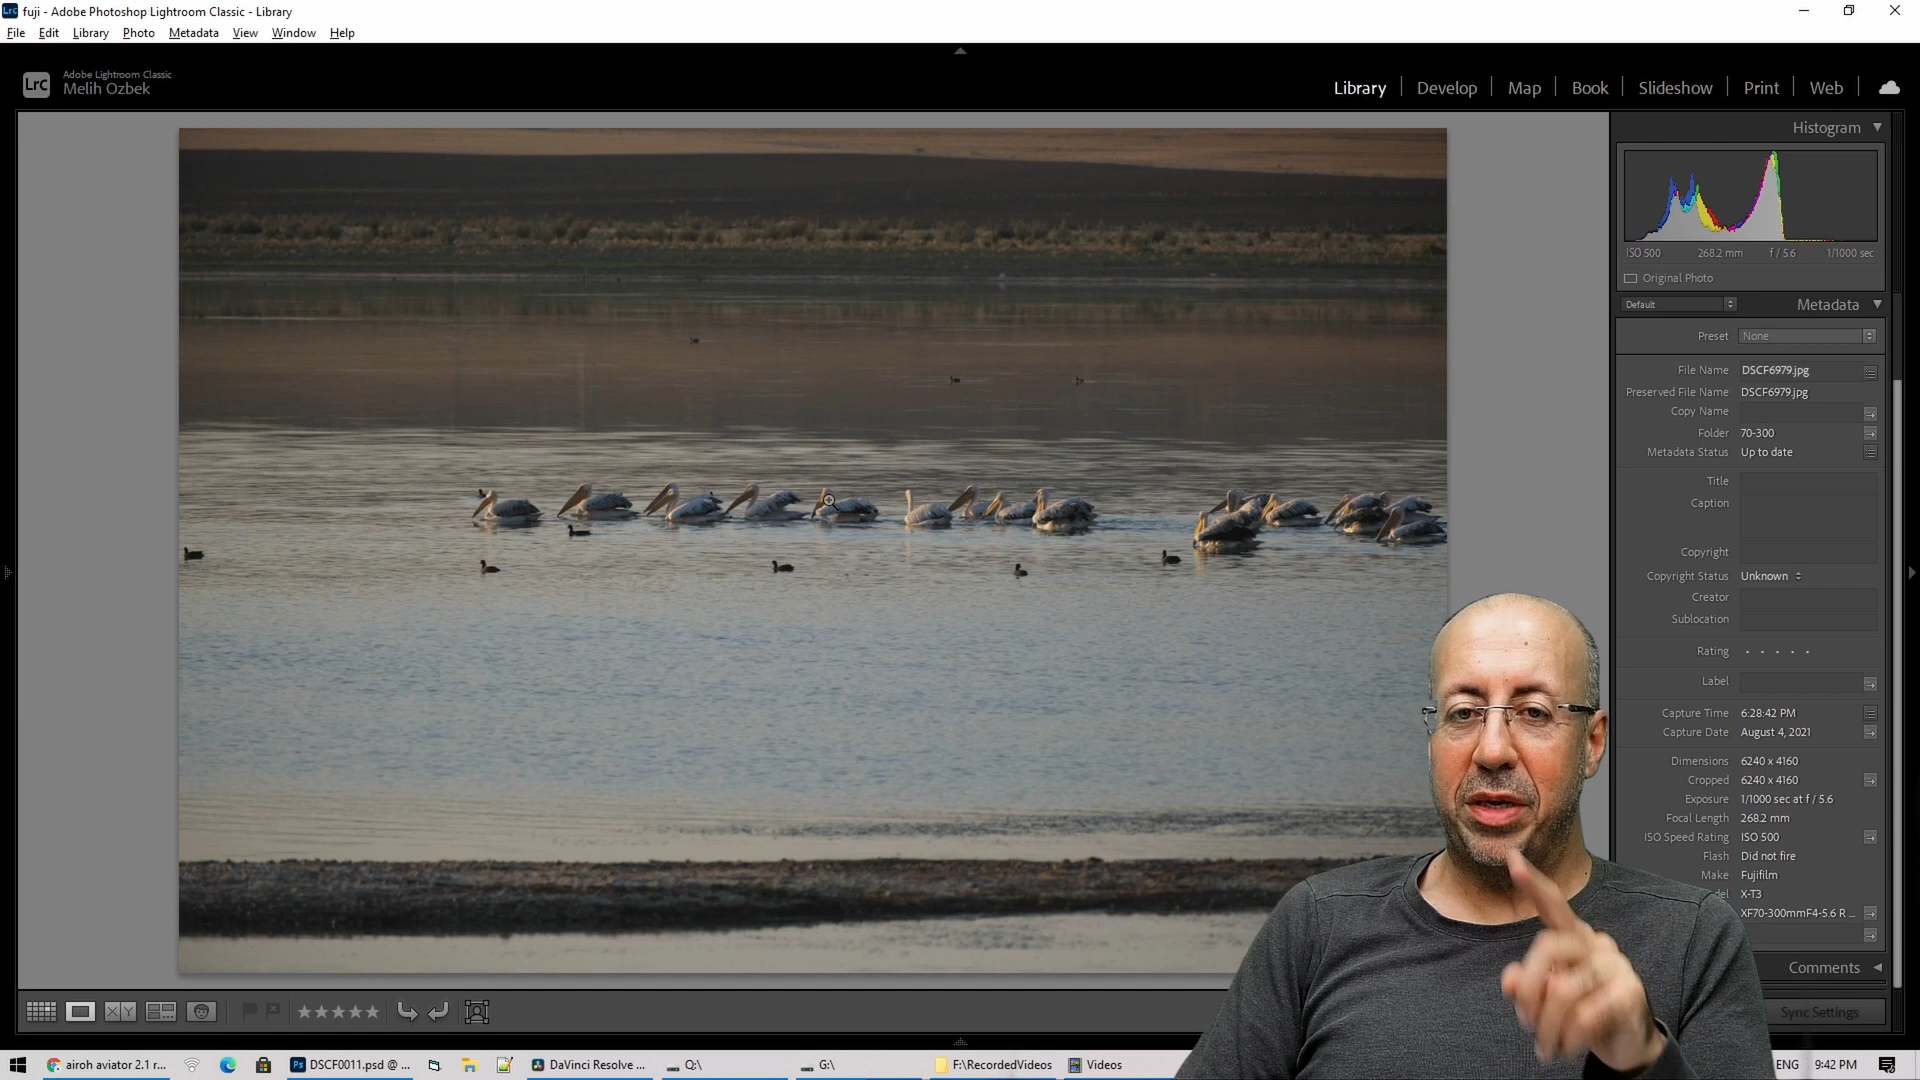 fuji - Adobe Photoshop Lightroom Classic - Library
File Edit Library Photo Metadata View Window Help
LrC
Adobe Lightroom Classic
Melih Ozbek
Library Develop Map Book Slideshow Print Web
Histogram
ISO 500 268.2 mm f / 5.6 1/1000 sec
Original Photo
Default Metadata
Preset None
File Name DSCF6979.jpg
Preserved File Name DSCF6979.jpg
Copy Name
Folder 70-300
Metadata Status Up to date
Title
Caption
Copyright
Copyright Status Unknown
Creator
Sublocation
Rating
Label
Capture Time 6:28:42 PM
Capture Date August 4, 2021
Dimensions 6240 x 4160
Cropped 6240 x 4160
Exposure 1/1000 sec at f / 5.6
Focal Length 268.2 mm
ISO Speed Rating ISO 500
Flash Did not fire
Make Fujifilm
del X-T3
XF70-300mmF4-5.6 R ...
Comments
XY
Sync Settings
airoh aviator 2.1 r... Ps DSCF0011.psd @ ... DaVinci Resolve ... Q:\ G:\ F:\RecordedVideos Videos ENG 9:42 PM